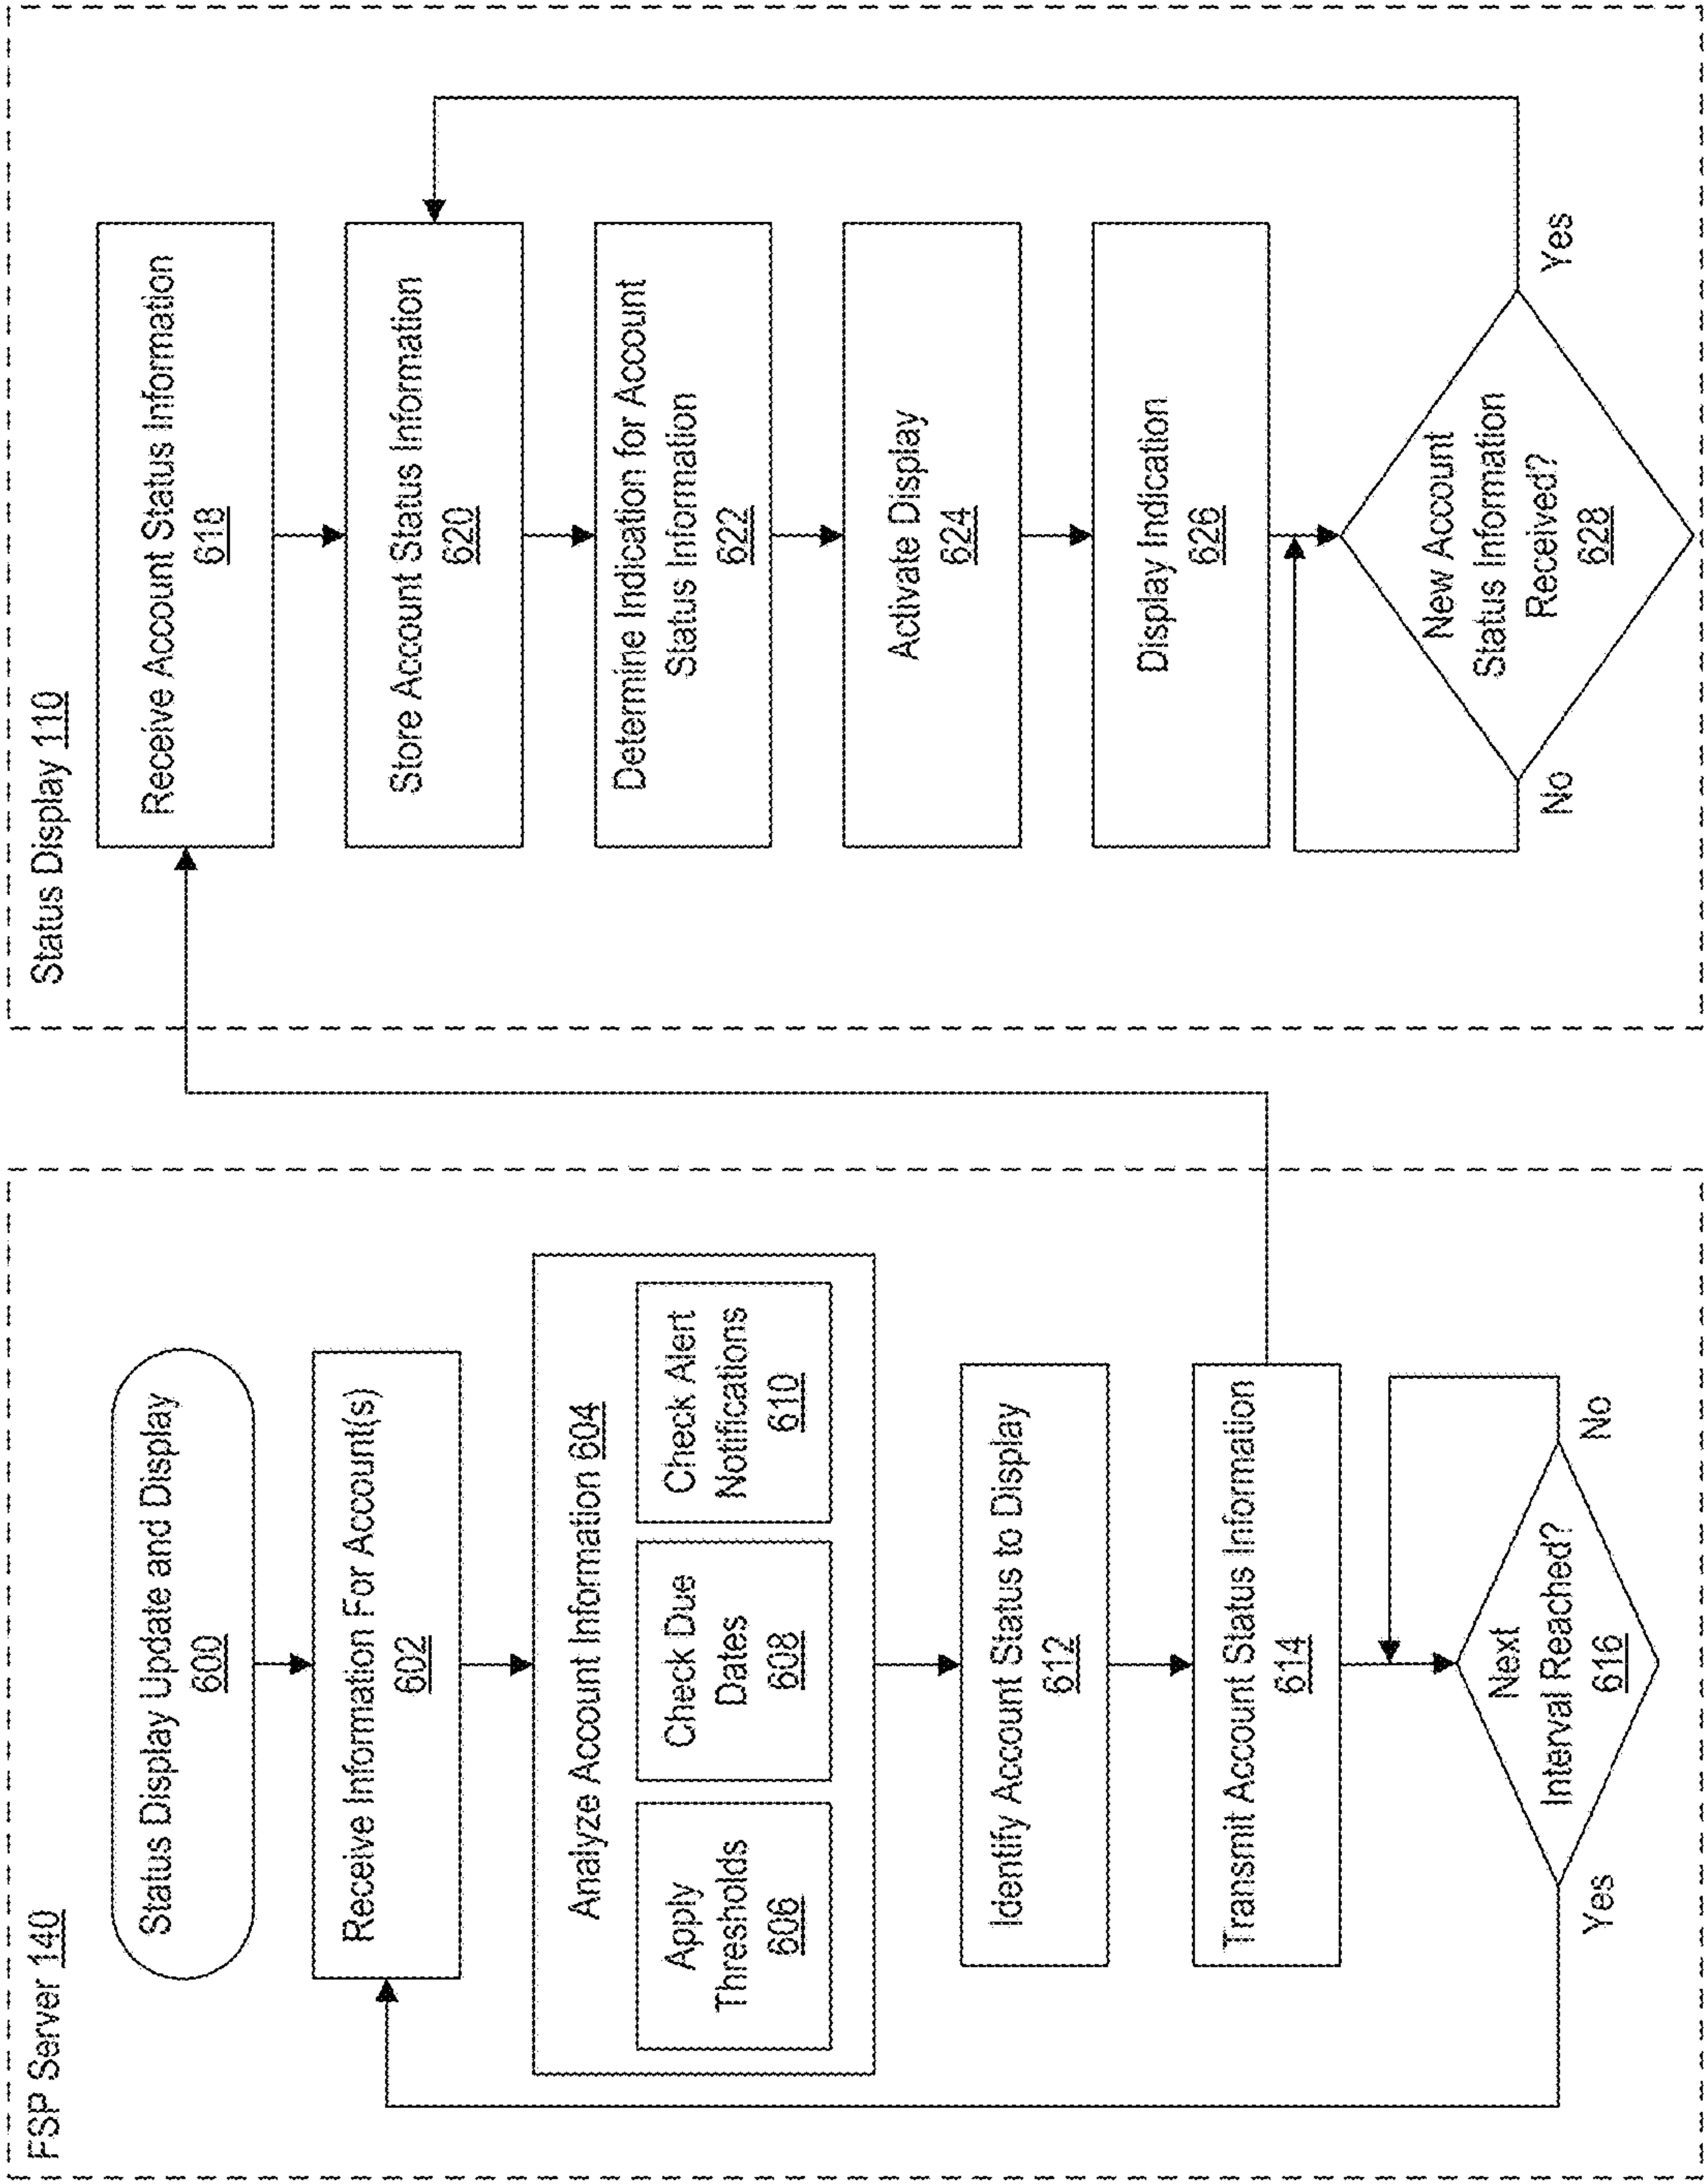 FSP Server 140
Status Display Update and Display
600
Receive Information For Account(s)
602
Analyze Account Information 604
Apply
Thresholds
606
Check Due
Dates
608
Check Alert
Notifications
610
Identify Account Status to Display
612
Transmit Account Status Information
614
Next
Interval Reached?
616
Yes
No
Status Display 110
Receive Account Status Information
618
Store Account Status Information
620
Determine Indication for Account
Status Information
622
Activate Display
624
Display Indication
626
New Account
Status Information
Received?
628
No
Yes